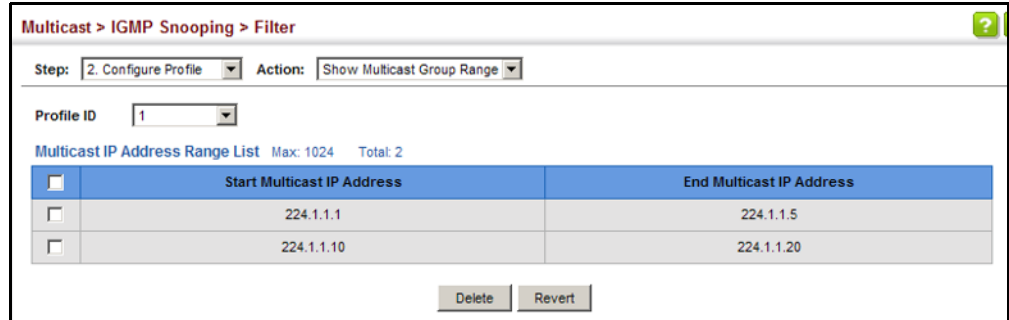 Multicast > IGMP Snooping > Filter ?
Step: 2. Configure Profile Action: Show Multicast Group Range
Profile ID 1
Multicast IP Address Range List Max: 1024 Total: 2
Start Multicast IP Address End Multicast IP Address
224.1.1.1 224.1.1.5
224.1.1.10 224.1.1.20
Delete Revert